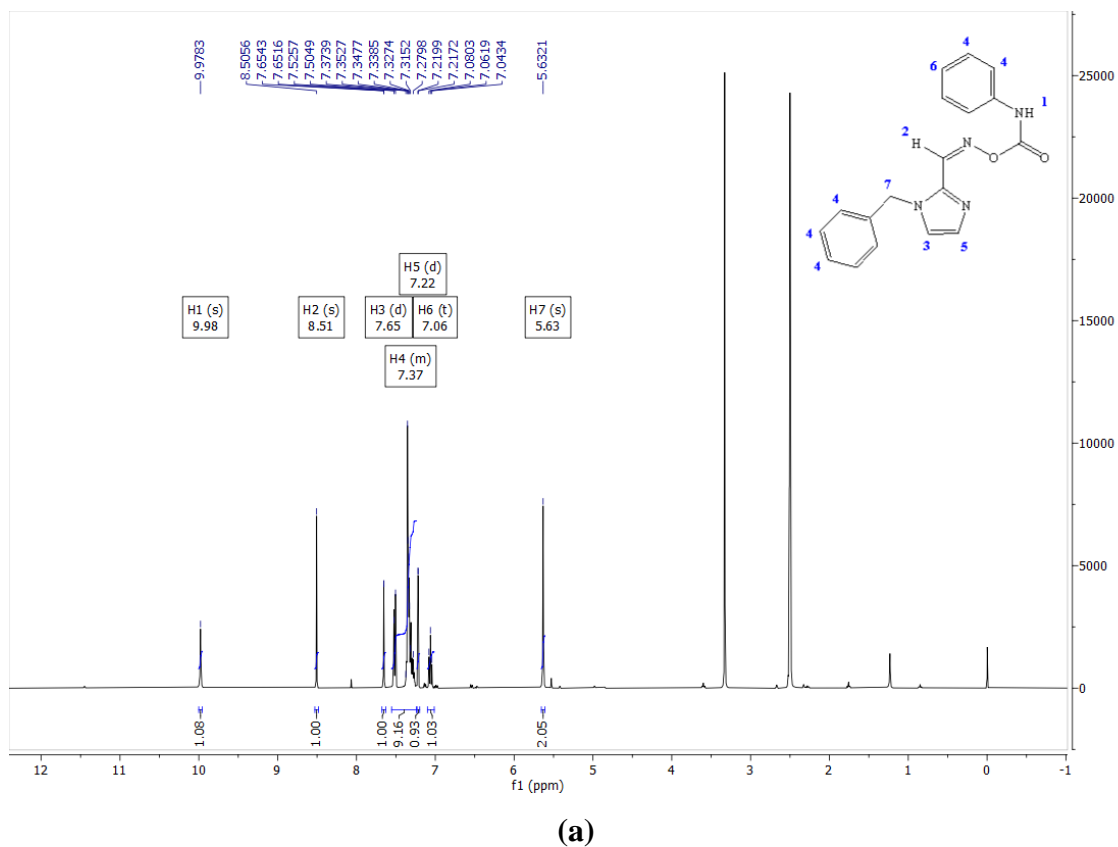 9.9783
8.5056
7.6543
7.6516
7.5257
7.5049
7.3739
7.3527
7.3477
7.3385
7.3274
7.3152
7.2798
7.2199
7.2172
7.0803
7.0619
7.0434
5.6321
4
4
6
NH
1
2
H
N
O
O
7
N
N
4
4
4
3
5
H5 (d)
7.22
H1 (s)
9.98
H2 (s)
8.51
H3 (d)
7.65
H6 (t)
7.06
H7 (s)
5.63
H4 (m)
7.37
25000
20000
15000
10000
5000
0
1.08
1.00
1.00
9.16
0.93
1.03
2.05
12 11 10 9 8 7 6 5 4 3 2 1 0 -1
f1 (ppm)
(a)